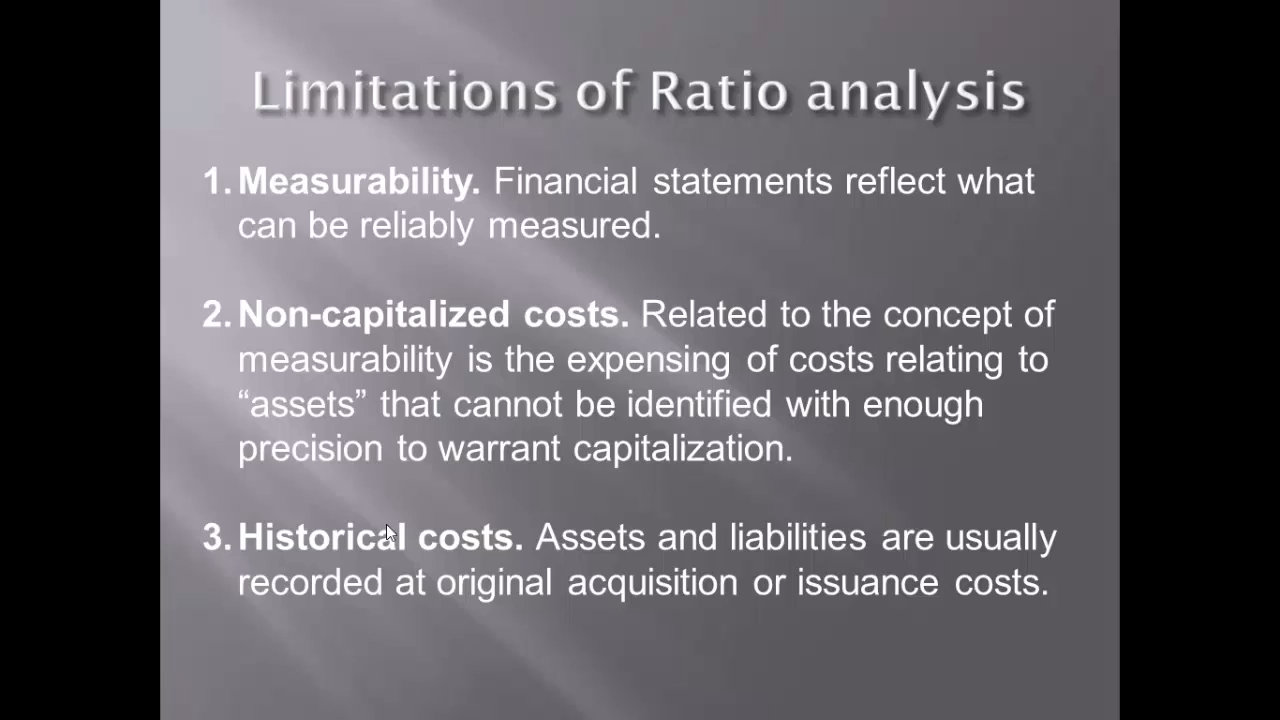 Limitations of Ratio analysis
1. Measurability. Financial statements reflect what
can be reliably measured.
2. Non-capitalized costs. Related to the concept of
measurability is the expensing of costs relating to
“assets” that cannot be identified with enough
precision to warrant capitalization.
3. Historical costs. Assets and liabilities are usually
recorded at original acquisition or issuance costs.